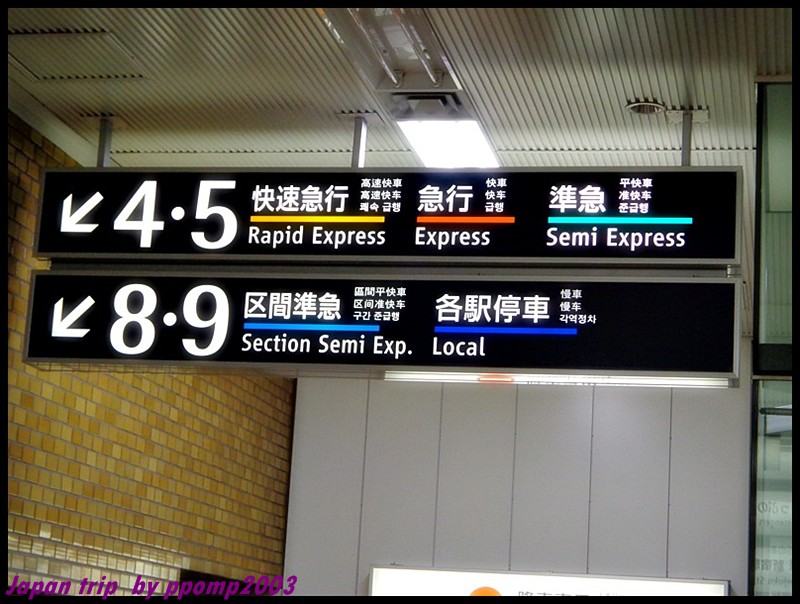 ↙ 4・5 快速急行 高速快車
高速快车
쾌속 급행
Rapid Express
急行 快車
快车
급행
Express
準急 平快車
准快车
준급행
Semi Express
↙ 8・9 区間準急 區間平快車
区间准快车
구간 준급행
Section Semi Exp.
各駅停車 慢車
慢车
각역정차
Local
Japan trip by ppomp2003